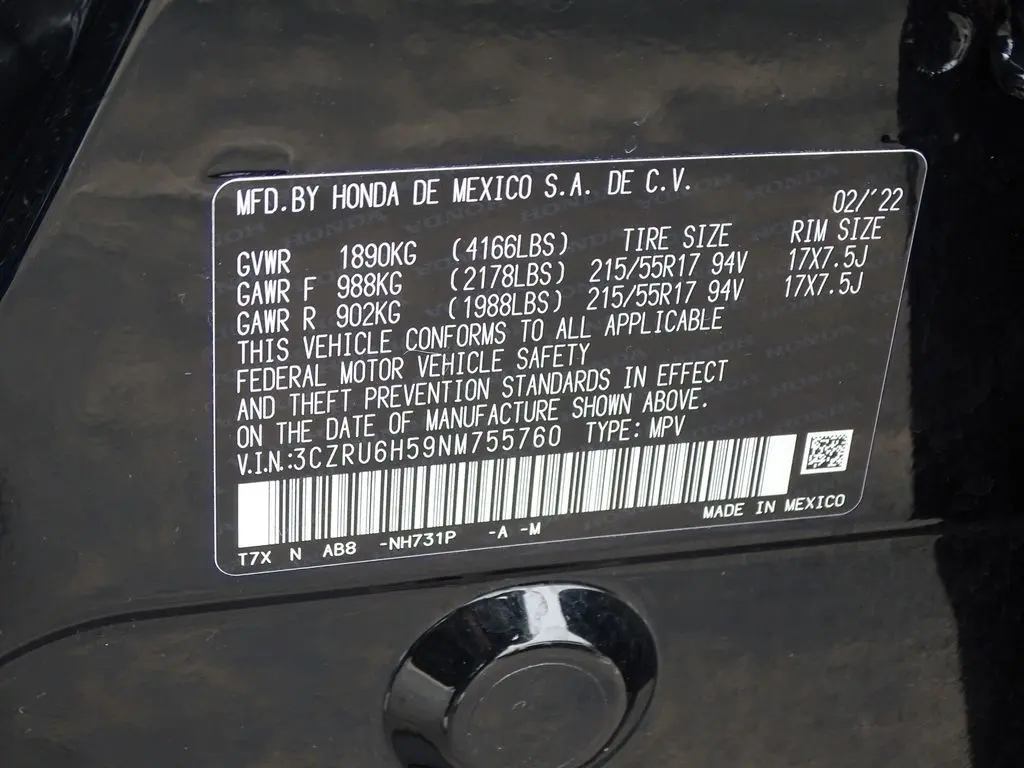 MFD.BY HONDA DE MEXICO S.A. DE C.V.
02/'22
GVWR 1890KG (4166LBS) TIRE SIZE RIM SIZE
GAWR F 988KG (2178LBS) 215/55R17 94V 17X7.5J
GAWR R 902KG (1988LBS) 215/55R17 94V 17X7.5J
THIS VEHICLE CONFORMS TO ALL APPLICABLE
FEDERAL MOTOR VEHICLE SAFETY
AND THEFT PREVENTION STANDARDS IN EFFECT
ON THE DATE OF MANUFACTURE SHOWN ABOVE.
V.I.N.:3CZRU6H59NM755760 TYPE: MPV
MADE IN MEXICO
T7X N AB8 -NH731P -A -M